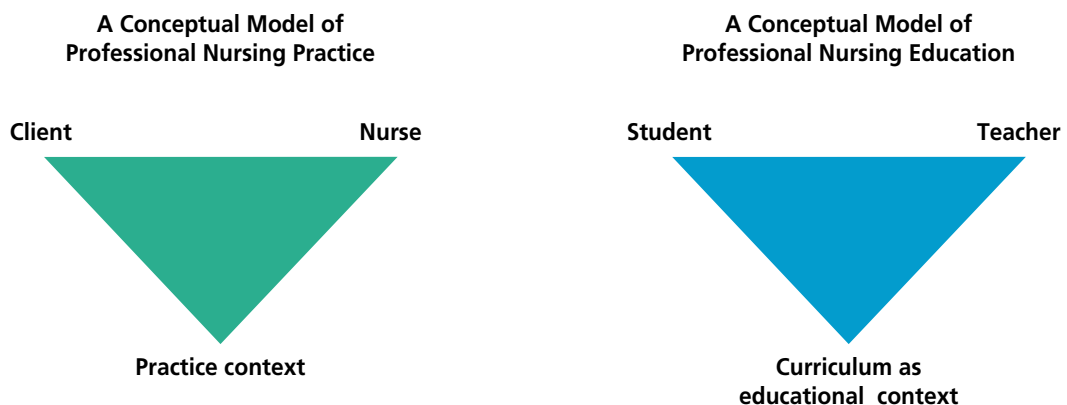 A Conceptual Model of
Professional Nursing Practice
Client
Nurse
Practice context
A Conceptual Model of
Professional Nursing Education
Student
Teacher
Curriculum as
educational context